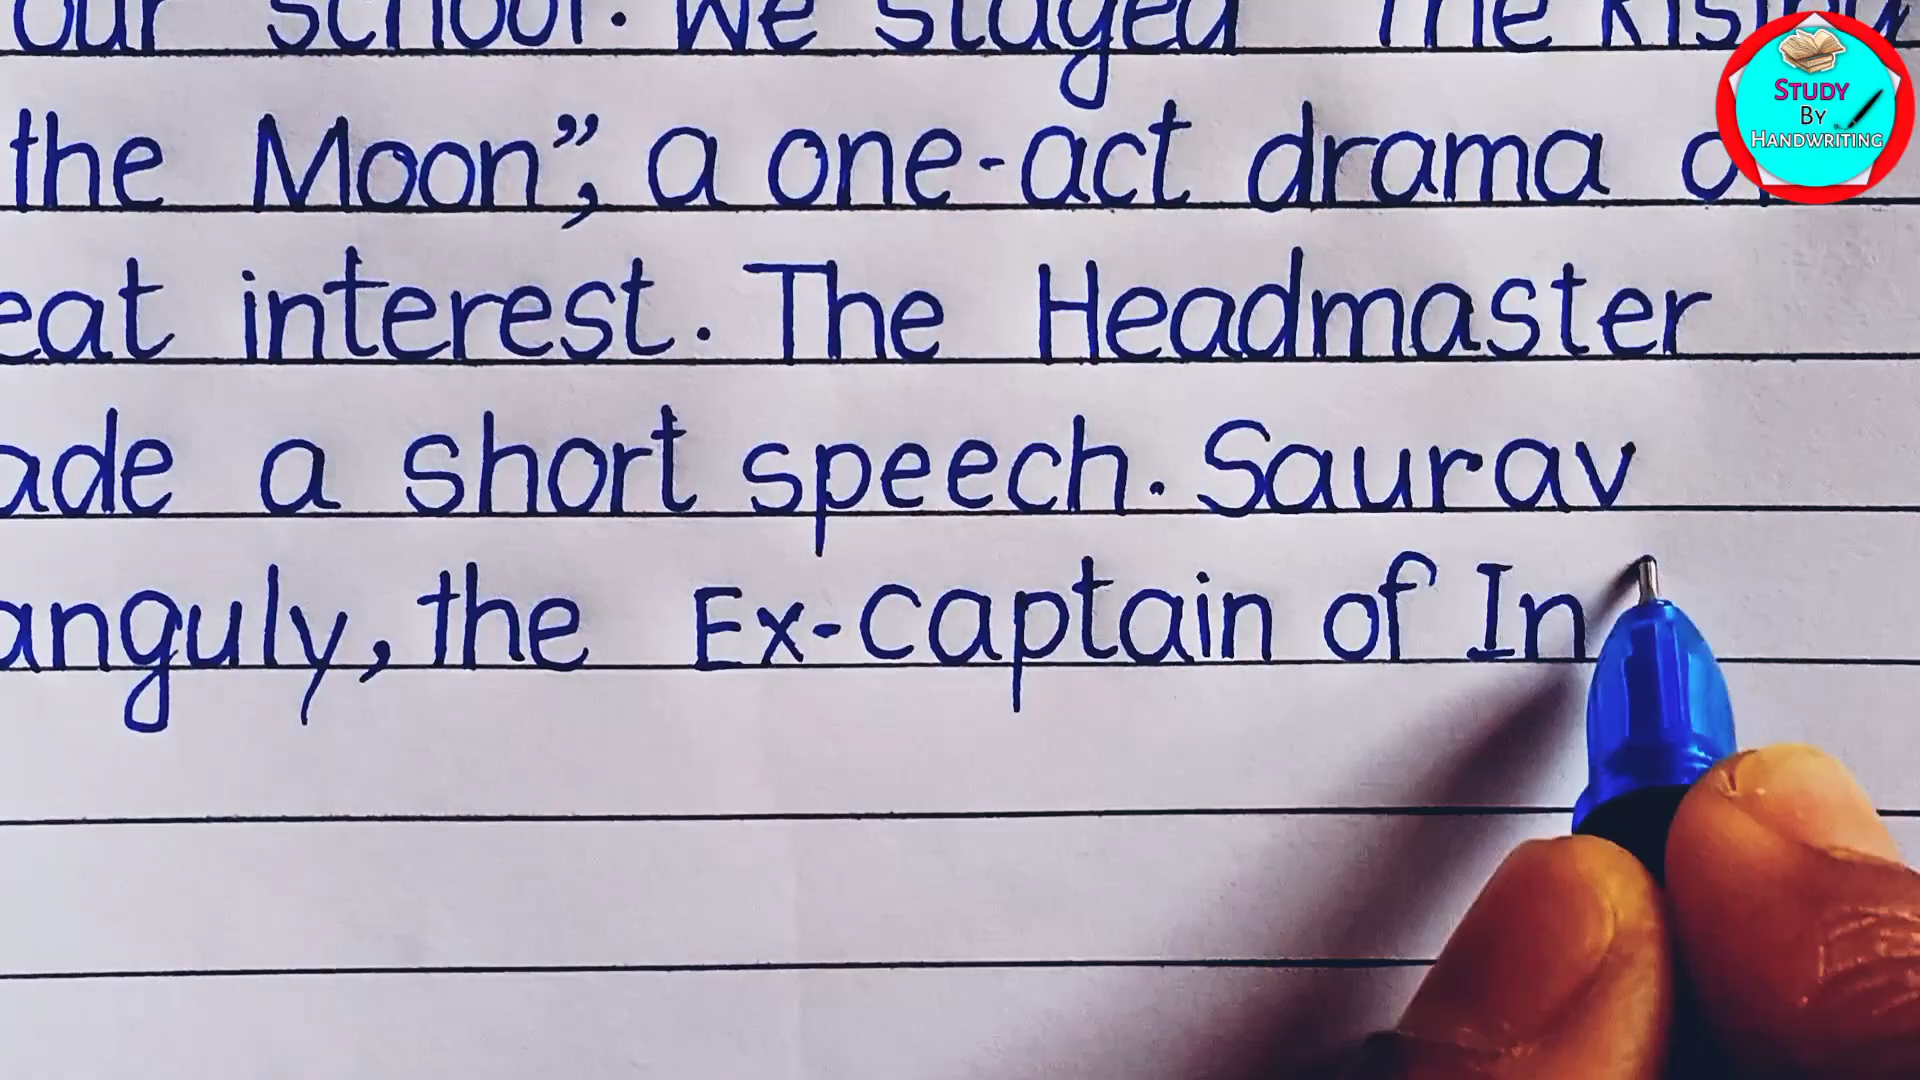 our school. We staged "The Rising
the Moon", a one-act drama
eat interest. The Headmaster
ade a short speech. Saurav
anguly, the Ex-captain of In
STUDY
BY
HANDWRITING